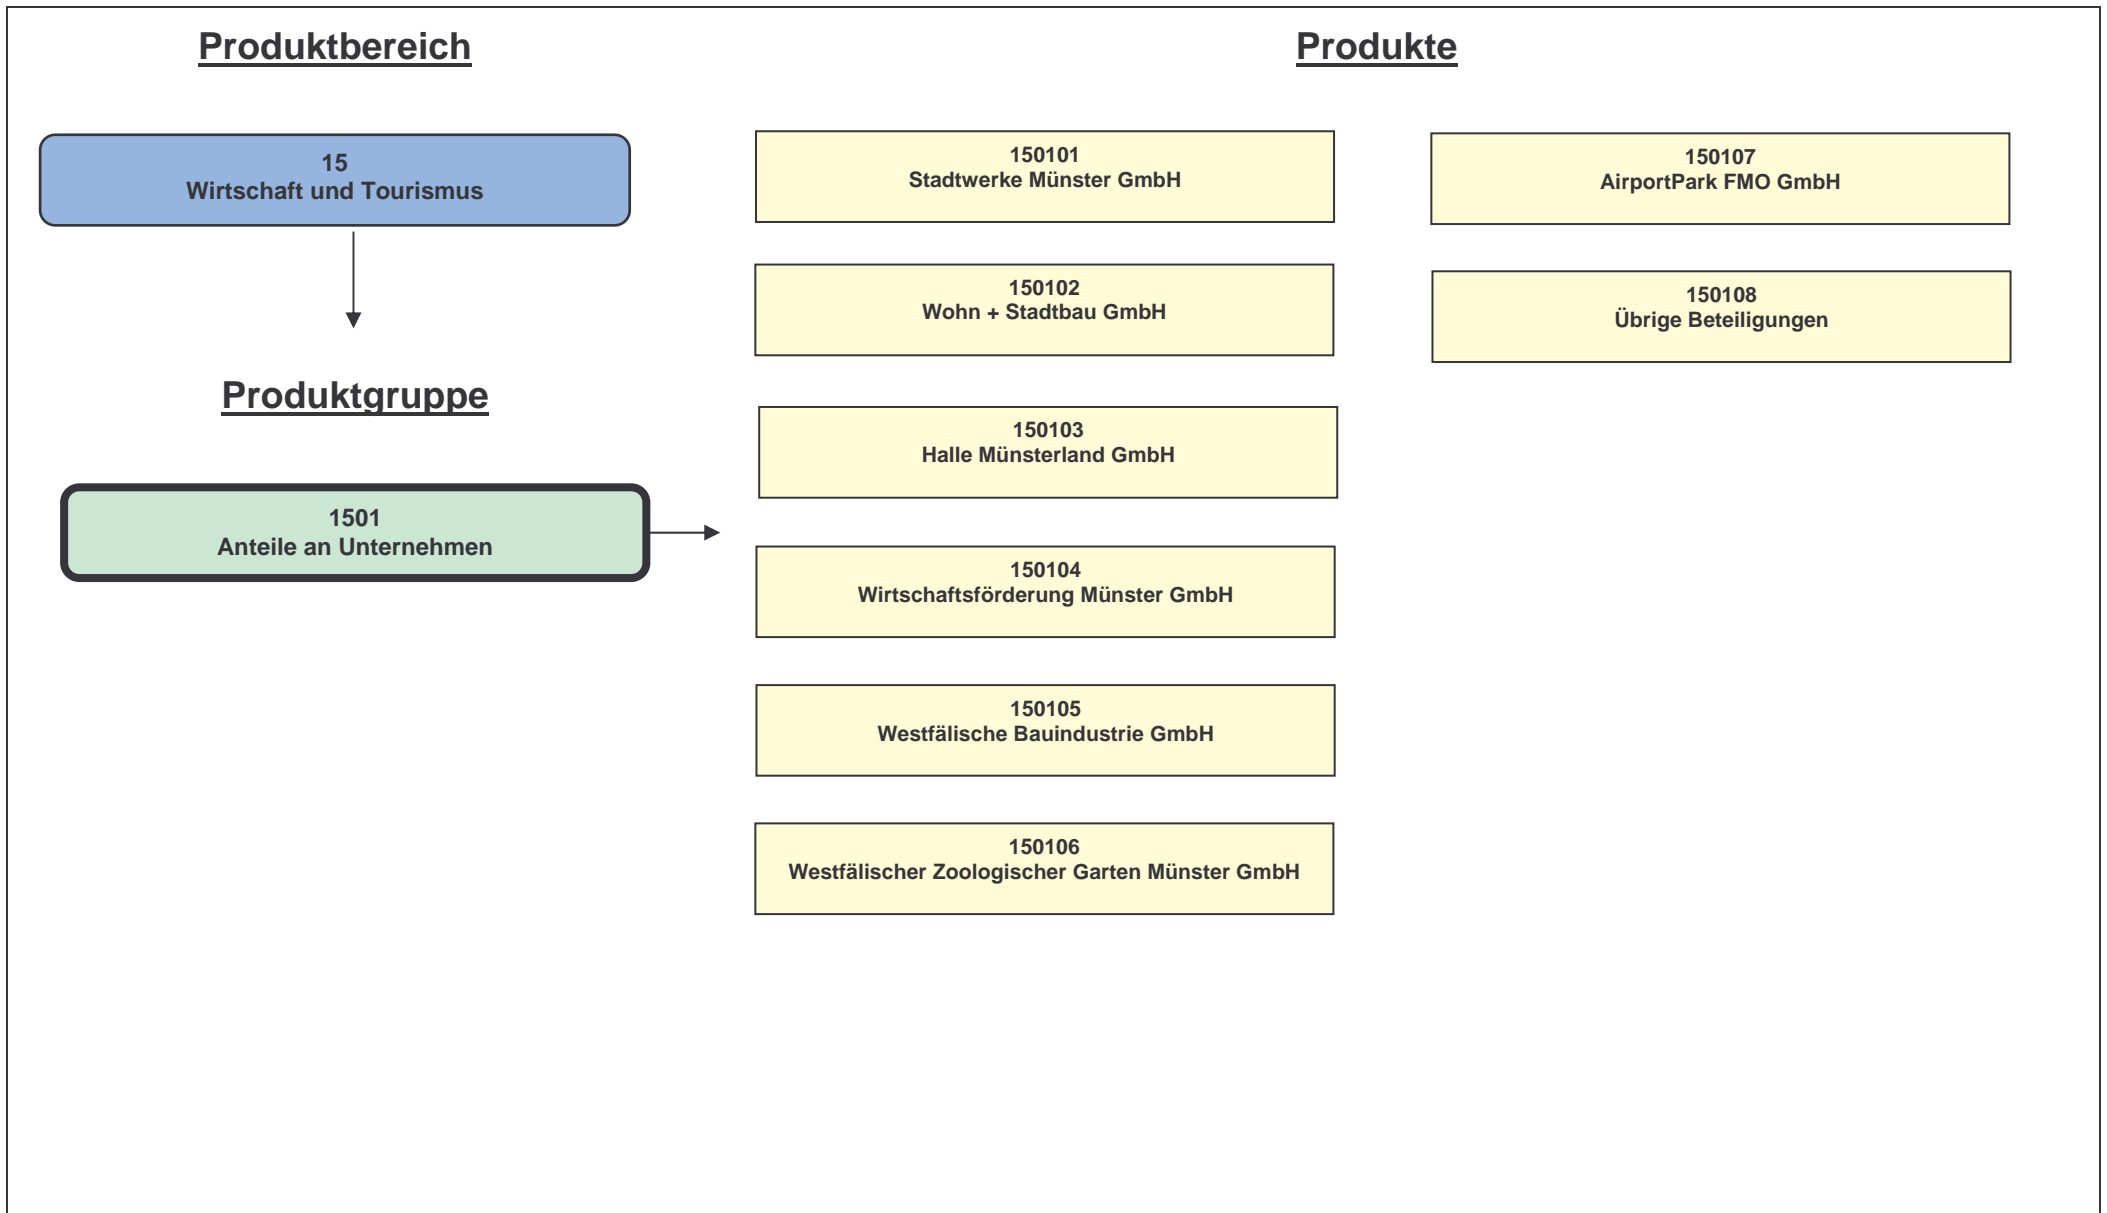 Produktbereich
Produkte
15
Wirtschaft und Tourismus
Produktgruppe
1501
Anteile an Unternehmen
150101
Stadtwerke Münster GmbH
150102
Wohn + Stadtbau GmbH
150103
Halle Münsterland GmbH
150104
Wirtschaftsförderung Münster GmbH
150105
Westfälische Bauindustrie GmbH
150106
Westfälischer Zoologischer Garten Münster GmbH
150107
AirportPark FMO GmbH
150108
Übrige Beteiligungen